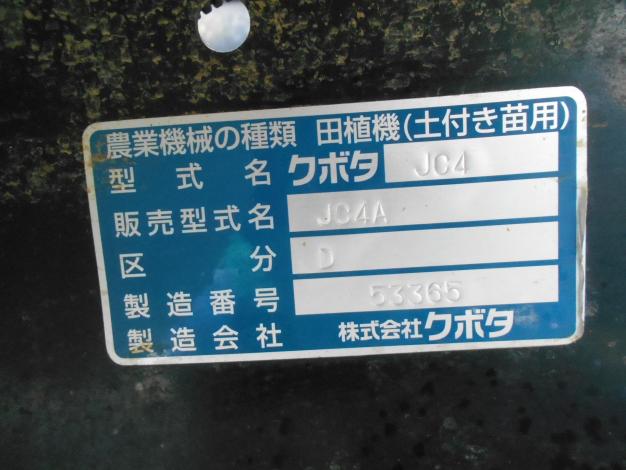 農業機械の種類 田植機(土付き苗用)
型式名 クボタ JC4
販売型式名 JC4A
区分 D
製造番号 53365
製造会社 株式会社クボタ